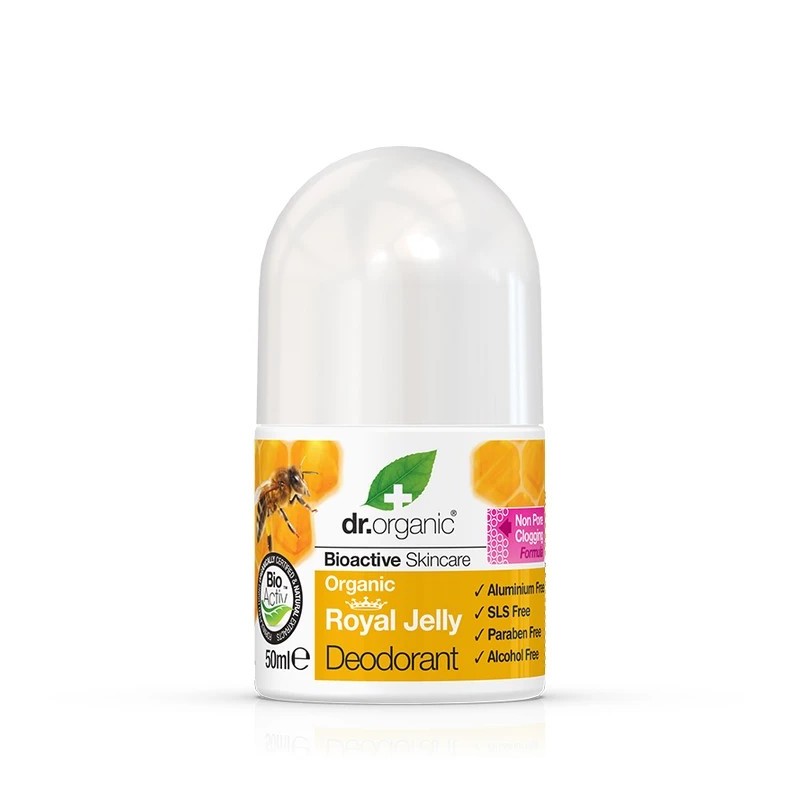 dr.organic®
Non Pore
Clogging
Formula
Bioactive Skincare
Organic
Royal Jelly
Deodorant
✓ Aluminium Free
✓ SLS Free
✓ Paraben Free
✓ Alcohol Free
Bio
Activ™
50ml℮